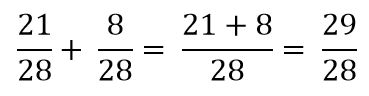 21/28 + 8/28 = (21 + 8)/28 = 29/28